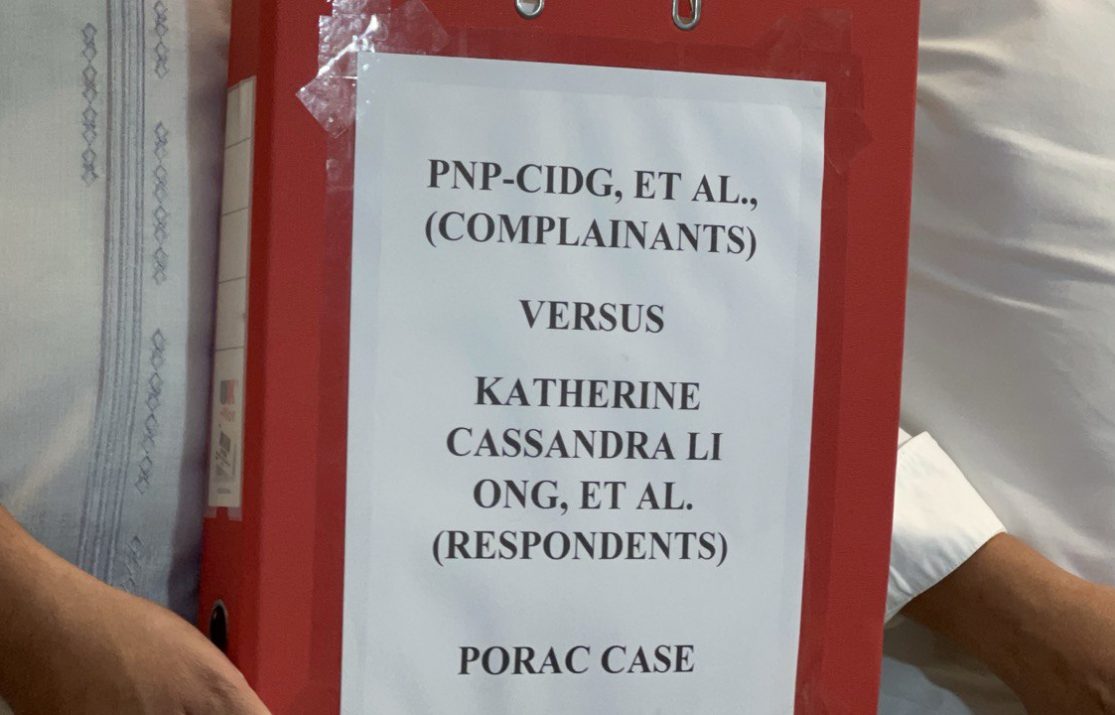 PNP-CIDG, ET AL.,
(COMPLAINANTS)
VERSUS
KATHERINE
CASSANDRA LI
ONG, ET AL.
(RESPONDENTS)
PORAC CASE